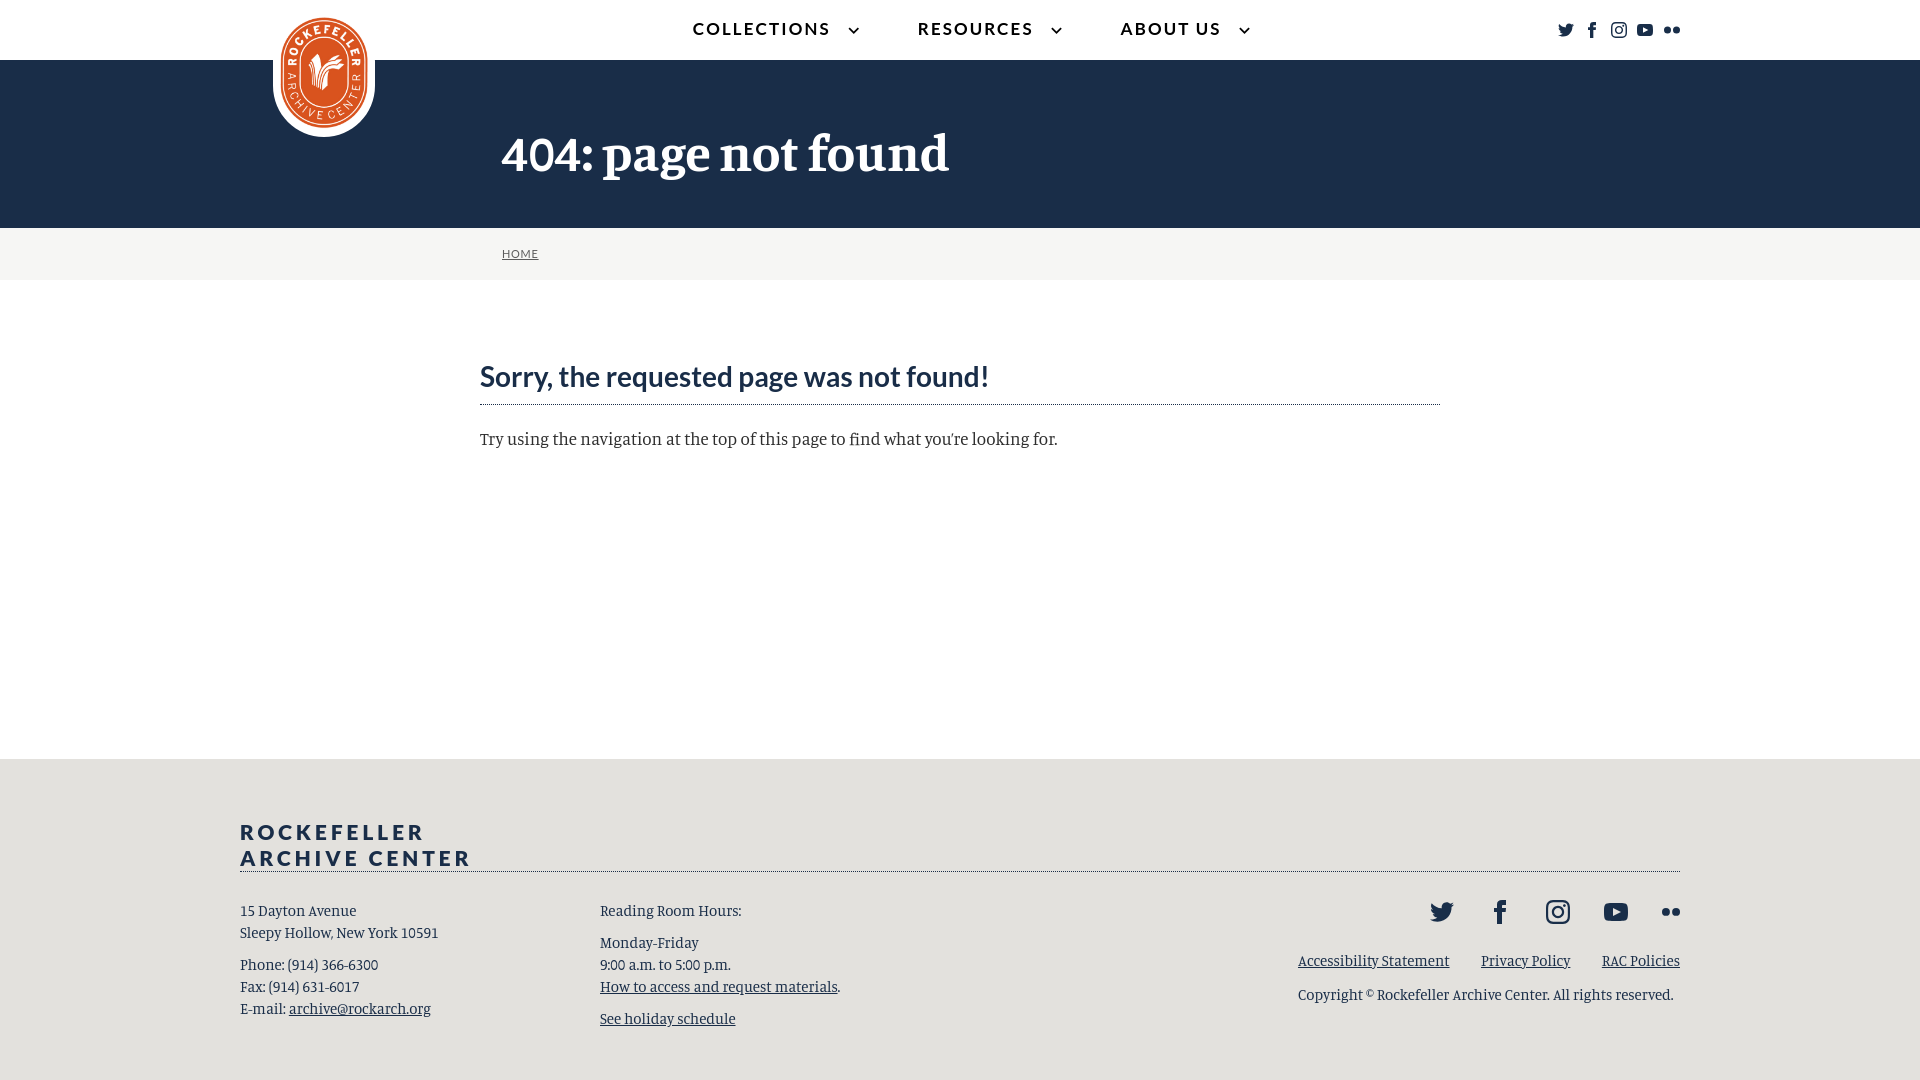 ROCKEFELLER
ARCHIVE CENTER
COLLECTIONS
RESOURCES
ABOUT US
404: page not found
HOME
Sorry, the requested page was not found!
Try using the navigation at the top of this page to find what you're looking for.
ROCKEFELLER
ARCHIVE CENTER
15 Dayton Avenue
Sleepy Hollow, New York 10591
Phone: (914) 366-6300
Fax: (914) 631-6017
E-mail: archive@rockarch.org
Reading Room Hours:
Monday-Friday
9:00 a.m. to 5:00 p.m.
How to access and request materials.
See holiday schedule
Accessibility Statement
Privacy Policy
RAC Policies
Copyright © Rockefeller Archive Center. All rights reserved.